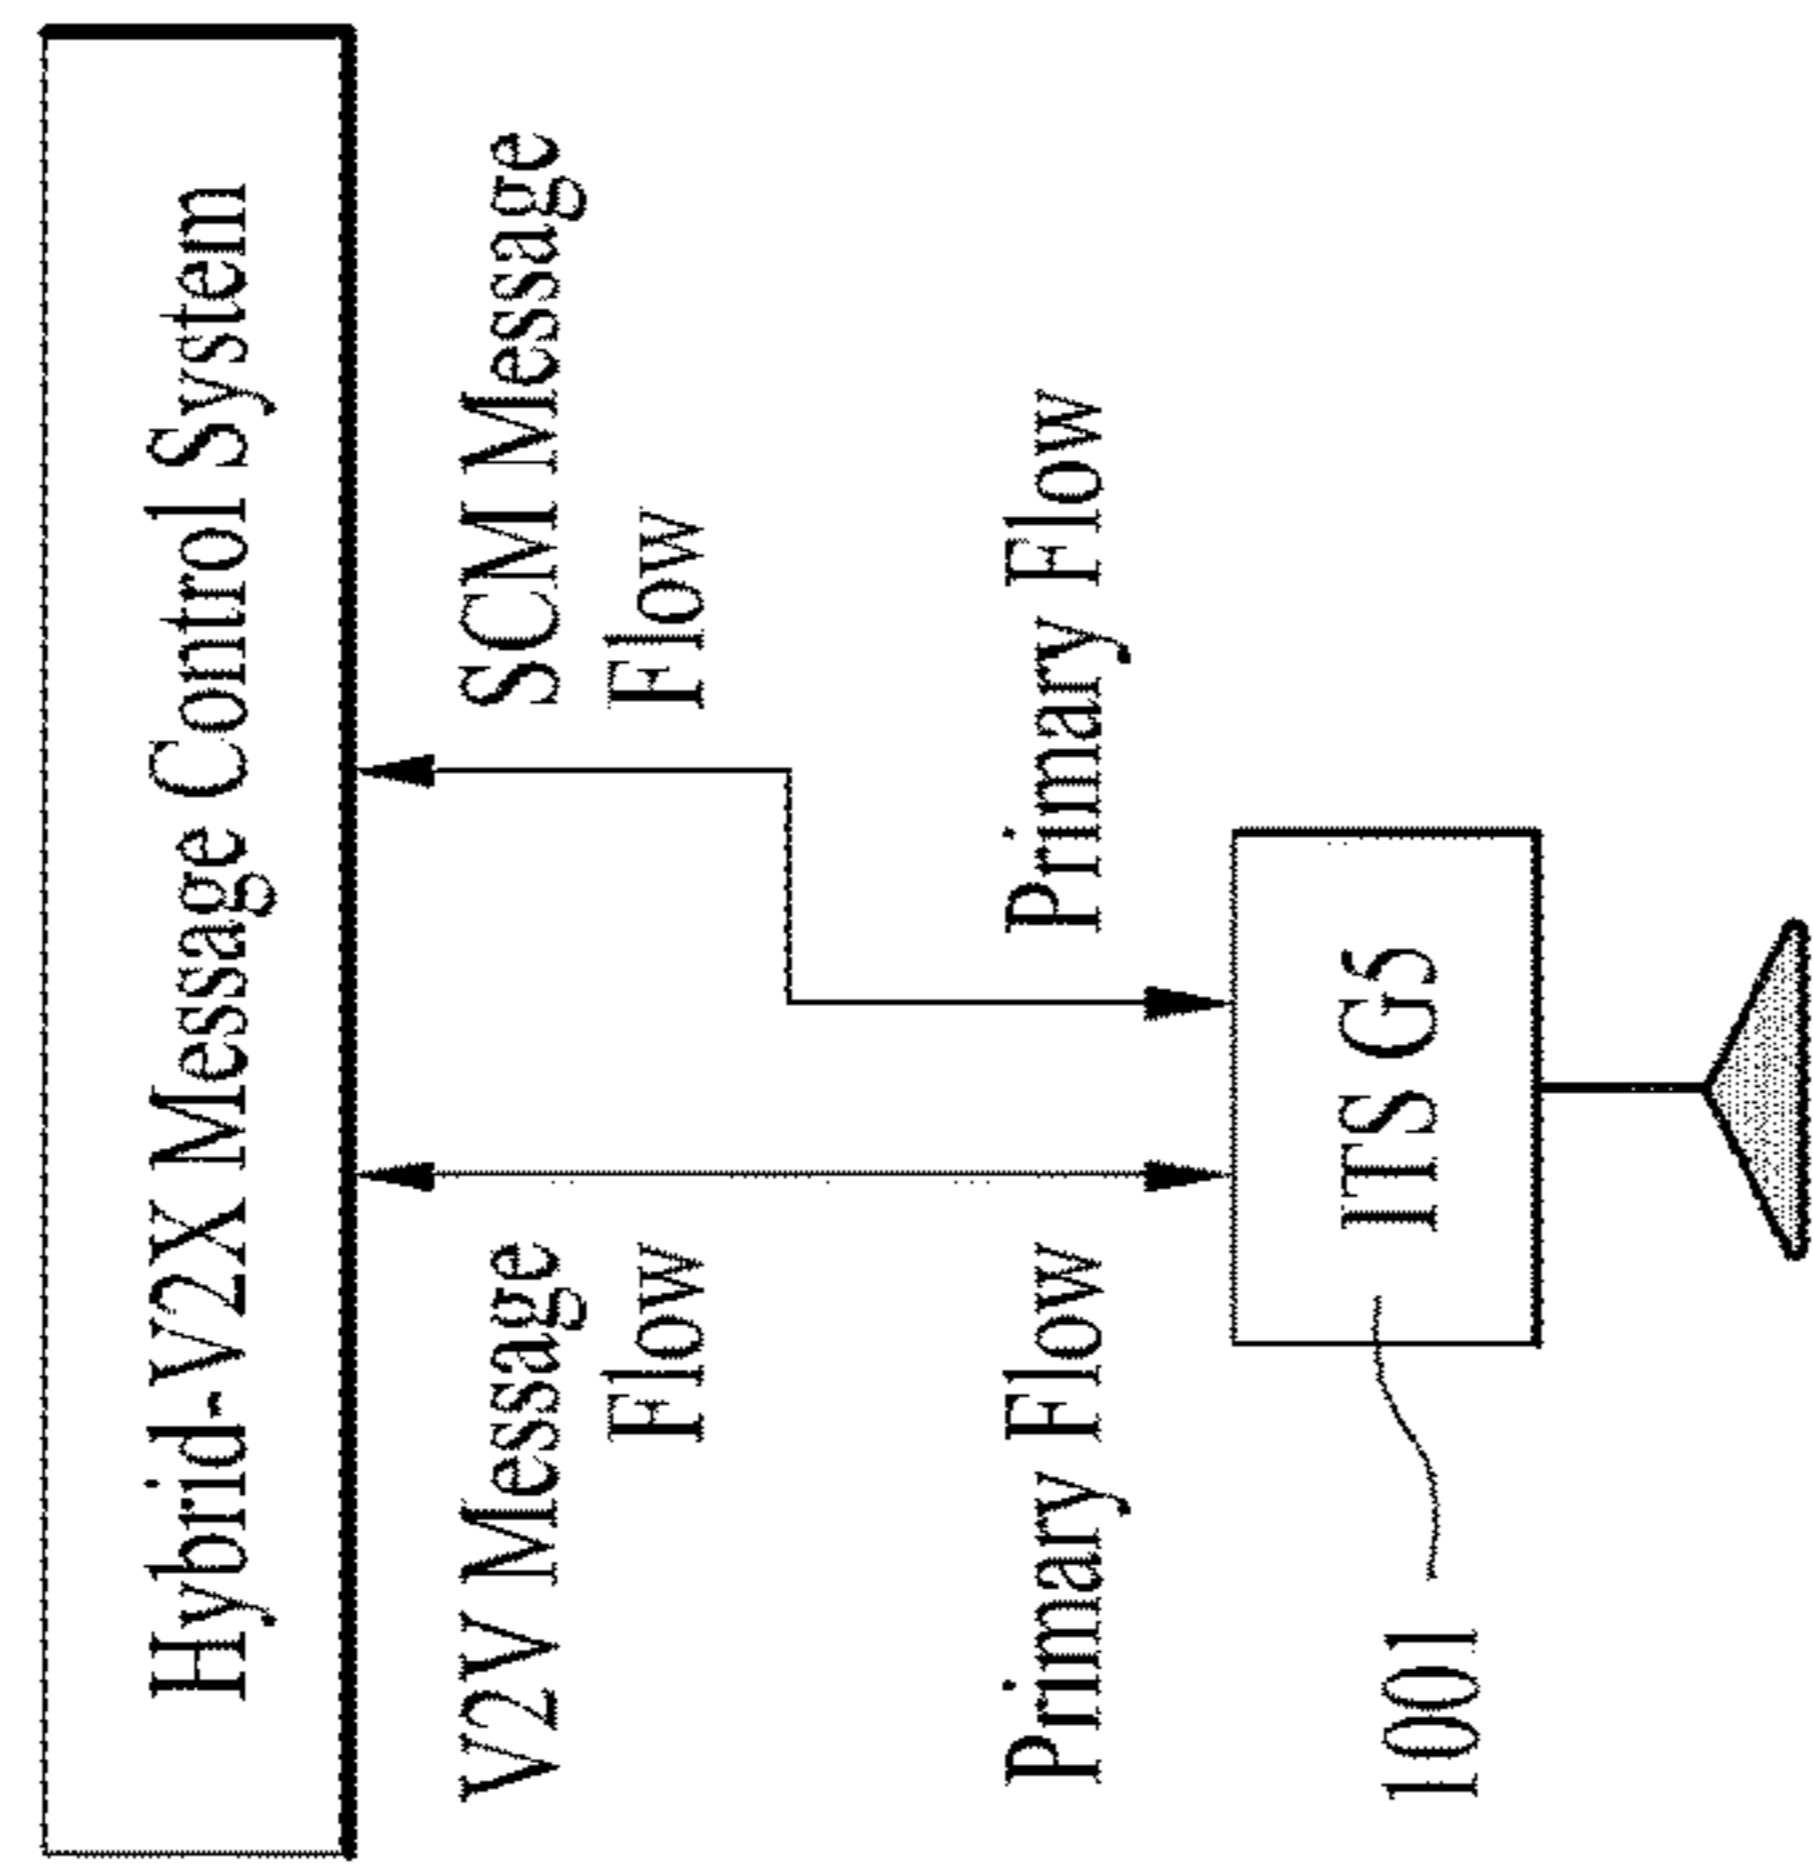 Hybrid-V2X Message Control System
V2V Message
Flow
SCM Message
Flow
Primary Flow
Primary Flow
ITS G5
1001